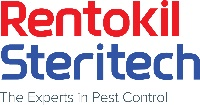 Rentokil
Steritech
The Experts in Pest Control